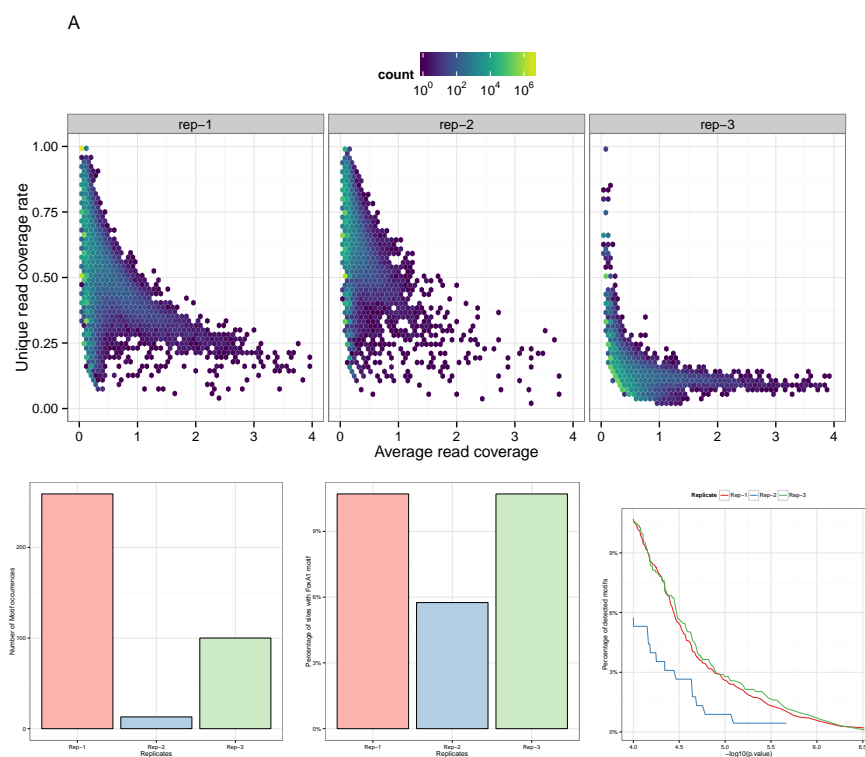 A
count
10^0 10^2 10^4 10^6
rep−1 rep−2 rep−3
Unique read coverage rate
1.00
0.75
0.50
0.25
0.00
0 1 2 3 4 0 1 2 3 4 0 1 2 3 4
Average read coverage
Number of Motif occurrences
200
100
0
Rep−1 Rep−2 Rep−3
Replicates
Percentage of sites with FoxA1 motif
9%
6%
3%
0%
Rep−1 Rep−2 Rep−3
Replicates
Replicate Rep−1 Rep−2 Rep−3
Percentage of detected motifs
9%
6%
3%
0%
4.0 4.5 5.0 5.5 6.0 6.5
−log10(p.value)